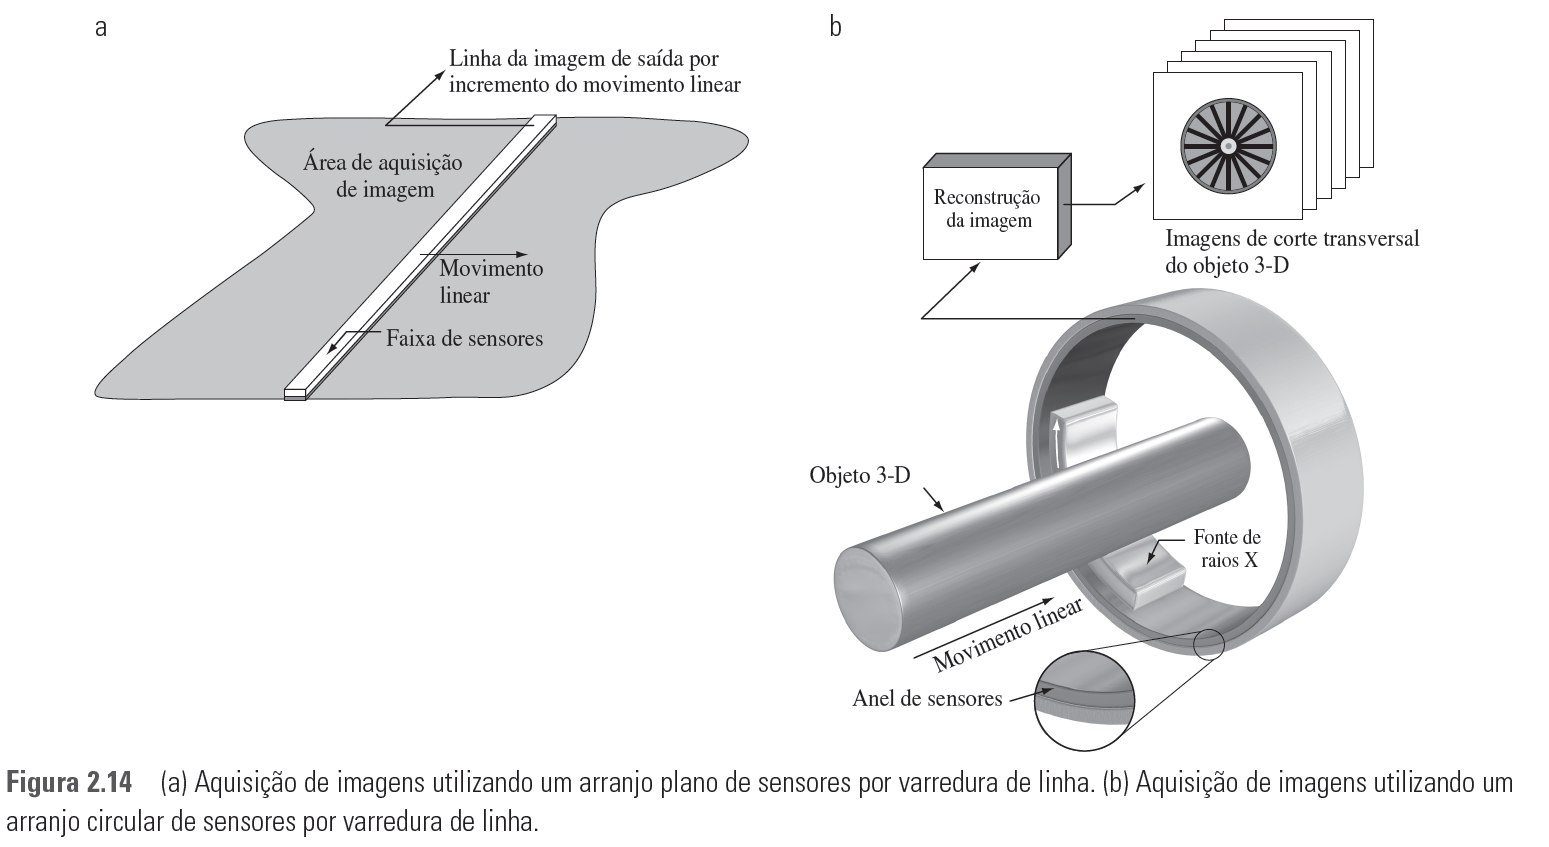 a
Linha da imagem de saída por
incremento do movimento linear
Área de aquisição
de imagem
Movimento
linear
Faixa de sensores
b
Reconstrução
da imagem
Imagens de corte transversal
do objeto 3-D
Objeto 3-D
Fonte de
raios X
Movimento linear
Anel de sensores
Figura 2.14 (a) Aquisição de imagens utilizando um arranjo plano de sensores por varredura de linha. (b) Aquisição de imagens utilizando um
arranjo circular de sensores por varredura de linha.